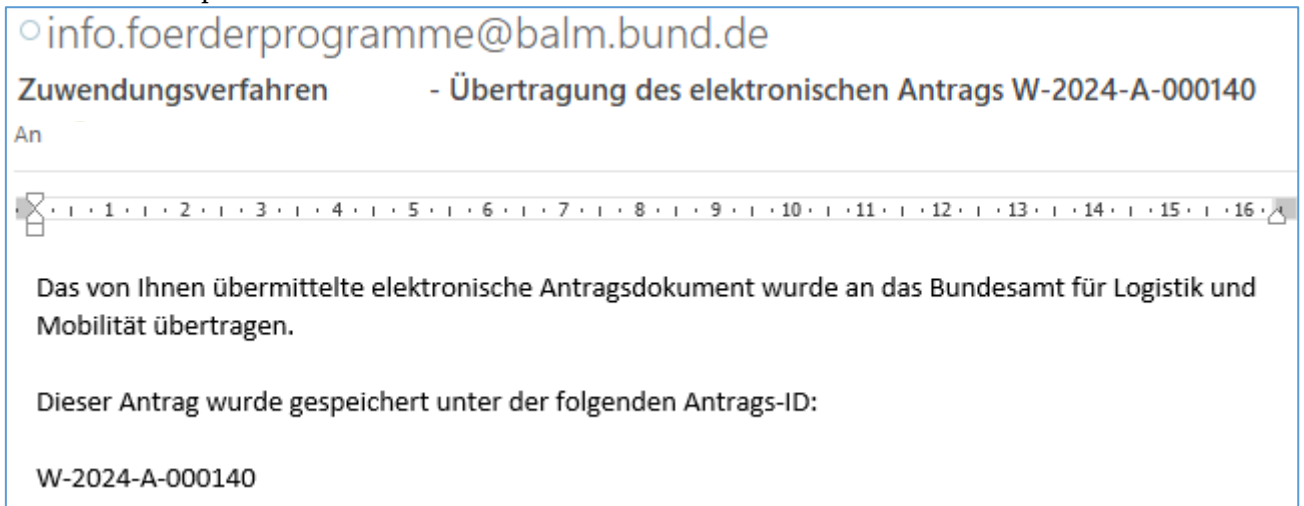 info.foerderprogramme@balm.bund.de
Zuwendungsverfahren - Übertragung des elektronischen Antrags W-2024-A-000140
An
1 2 3 4 5 6 7 8 9 10 11 12 13 14 15 16
Das von Ihnen übermittelte elektronische Antragsdokument wurde an das Bundesamt für Logistik und
Mobilität übertragen.
Dieser Antrag wurde gespeichert unter der folgenden Antrags-ID:
W-2024-A-000140